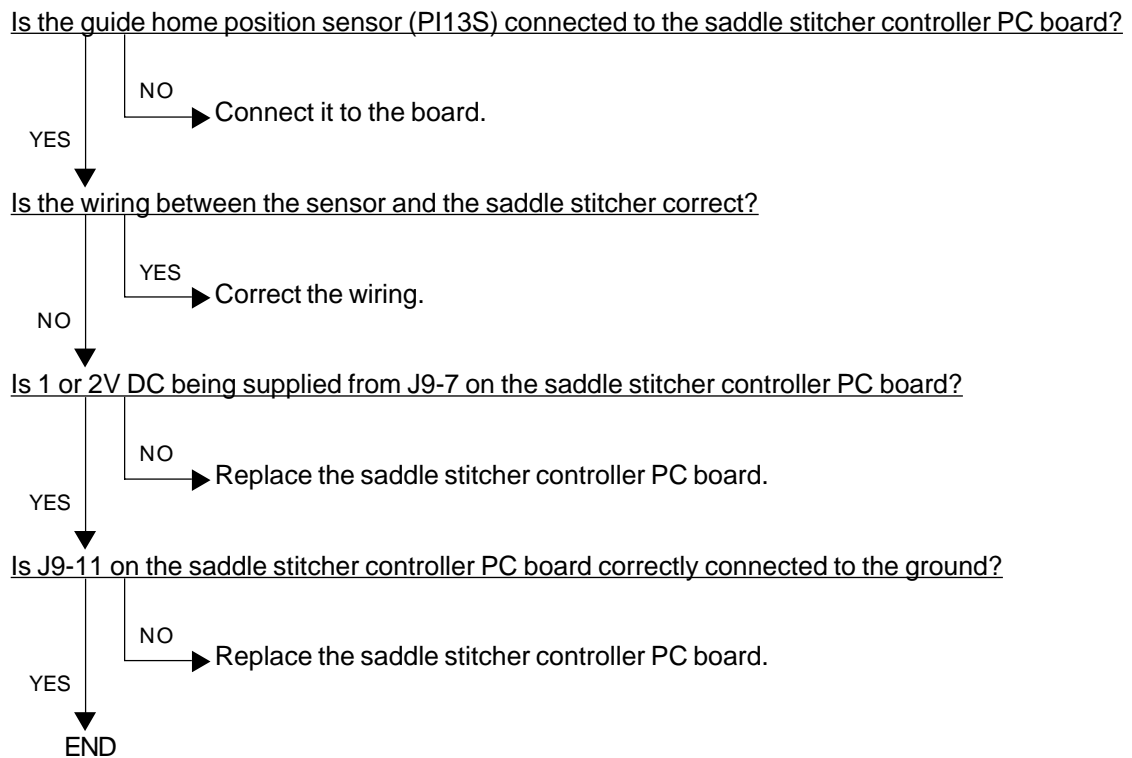 Is the guide home position sensor (PI13S) connected to the saddle stitcher controller PC board?
NO
Connect it to the board.
YES
Is the wiring between the sensor and the saddle stitcher correct?
YES
Correct the wiring.
NO
Is 1 or 2V DC being supplied from J9-7 on the saddle stitcher controller PC board?
NO
Replace the saddle stitcher controller PC board.
YES
Is J9-11 on the saddle stitcher controller PC board correctly connected to the ground?
NO
Replace the saddle stitcher controller PC board.
YES
END